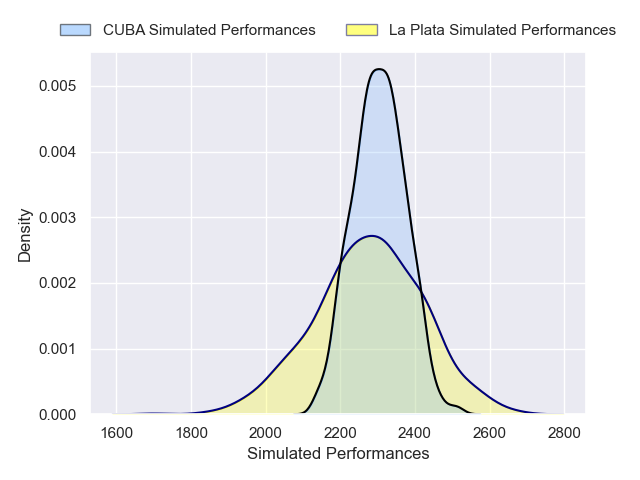 CUBA Simulated Performances La Plata Simulated Performances
0.005
0.004
0.003
0.002
0.001
0.000
Density
1600 1800 2000 2200 2400 2600 2800
Simulated Performances